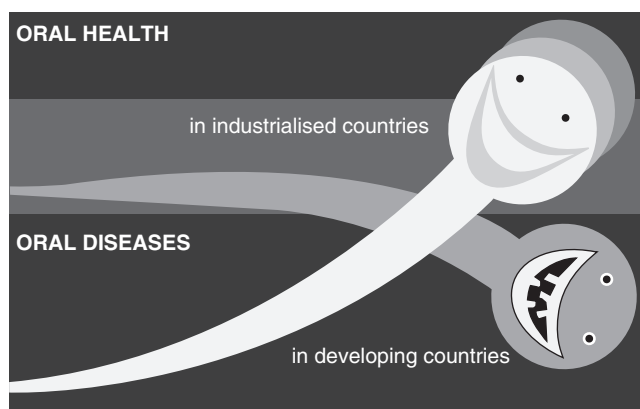 ORAL HEALTH
in industrialised countries
ORAL DISEASES
in developing countries